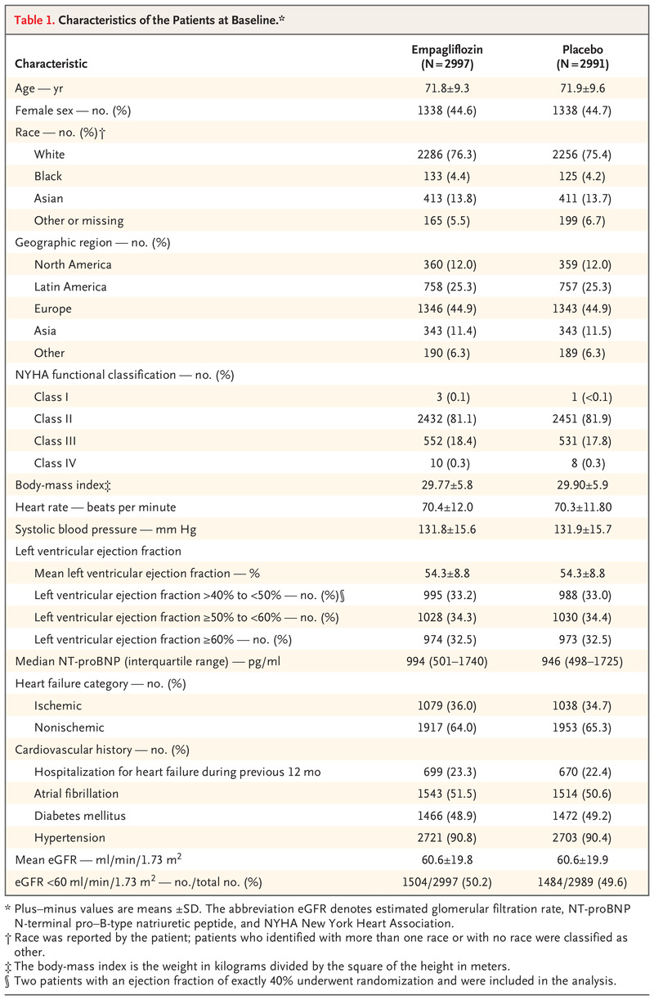 Table 1. Characteristics of the Patients at Baseline.*
Characteristic Empagliflozin (N=2997) Placebo (N=2991)
Age — yr 71.8±9.3 71.9±9.6
Female sex — no. (%) 1338 (44.6) 1338 (44.7)
Race — no. (%)†
White 2286 (76.3) 2256 (75.4)
Black 133 (4.4) 125 (4.2)
Asian 413 (13.8) 411 (13.7)
Other or missing 165 (5.5) 199 (6.7)
Geographic region — no. (%)
North America 360 (12.0) 359 (12.0)
Latin America 758 (25.3) 757 (25.3)
Europe 1346 (44.9) 1343 (44.9)
Asia 343 (11.4) 343 (11.5)
Other 190 (6.3) 189 (6.3)
NYHA functional classification — no. (%)
Class I 3 (0.1) 1 (<0.1)
Class II 2432 (81.1) 2451 (81.9)
Class III 552 (18.4) 531 (17.8)
Class IV 10 (0.3) 8 (0.3)
Body-mass index‡ 29.77±5.8 29.90±5.9
Heart rate — beats per minute 70.4±12.0 70.3±11.80
Systolic blood pressure — mm Hg 131.8±15.6 131.9±15.7
Left ventricular ejection fraction
Mean left ventricular ejection fraction — % 54.3±8.8 54.3±8.8
Left ventricular ejection fraction >40% to <50% — no. (%)§ 995 (33.2) 988 (33.0)
Left ventricular ejection fraction ≥50% to <60% — no. (%) 1028 (34.3) 1030 (34.4)
Left ventricular ejection fraction ≥60% — no. (%) 974 (32.5) 973 (32.5)
Median NT-proBNP (interquartile range) — pg/ml 994 (501–1740) 946 (498–1725)
Heart failure category — no. (%)
Ischemic 1079 (36.0) 1038 (34.7)
Nonischemic 1917 (64.0) 1953 (65.3)
Cardiovascular history — no. (%)
Hospitalization for heart failure during previous 12 mo 699 (23.3) 670 (22.4)
Atrial fibrillation 1543 (51.5) 1514 (50.6)
Diabetes mellitus 1466 (48.9) 1472 (49.2)
Hypertension 2721 (90.8) 2703 (90.4)
Mean eGFR — ml/min/1.73 m² 60.6±19.8 60.6±19.9
eGFR <60 ml/min/1.73 m² — no./total no. (%) 1504/2997 (50.2) 1484/2989 (49.6)
* Plus–minus values are means ±SD. The abbreviation eGFR denotes estimated glomerular filtration rate, NT-proBNP
N-terminal pro–B-type natriuretic peptide, and NYHA New York Heart Association.
† Race was reported by the patient; patients who identified with more than one race or with no race were classified as
other.
‡ The body-mass index is the weight in kilograms divided by the square of the height in meters.
§ Two patients with an ejection fraction of exactly 40% underwent randomization and were included in the analysis.